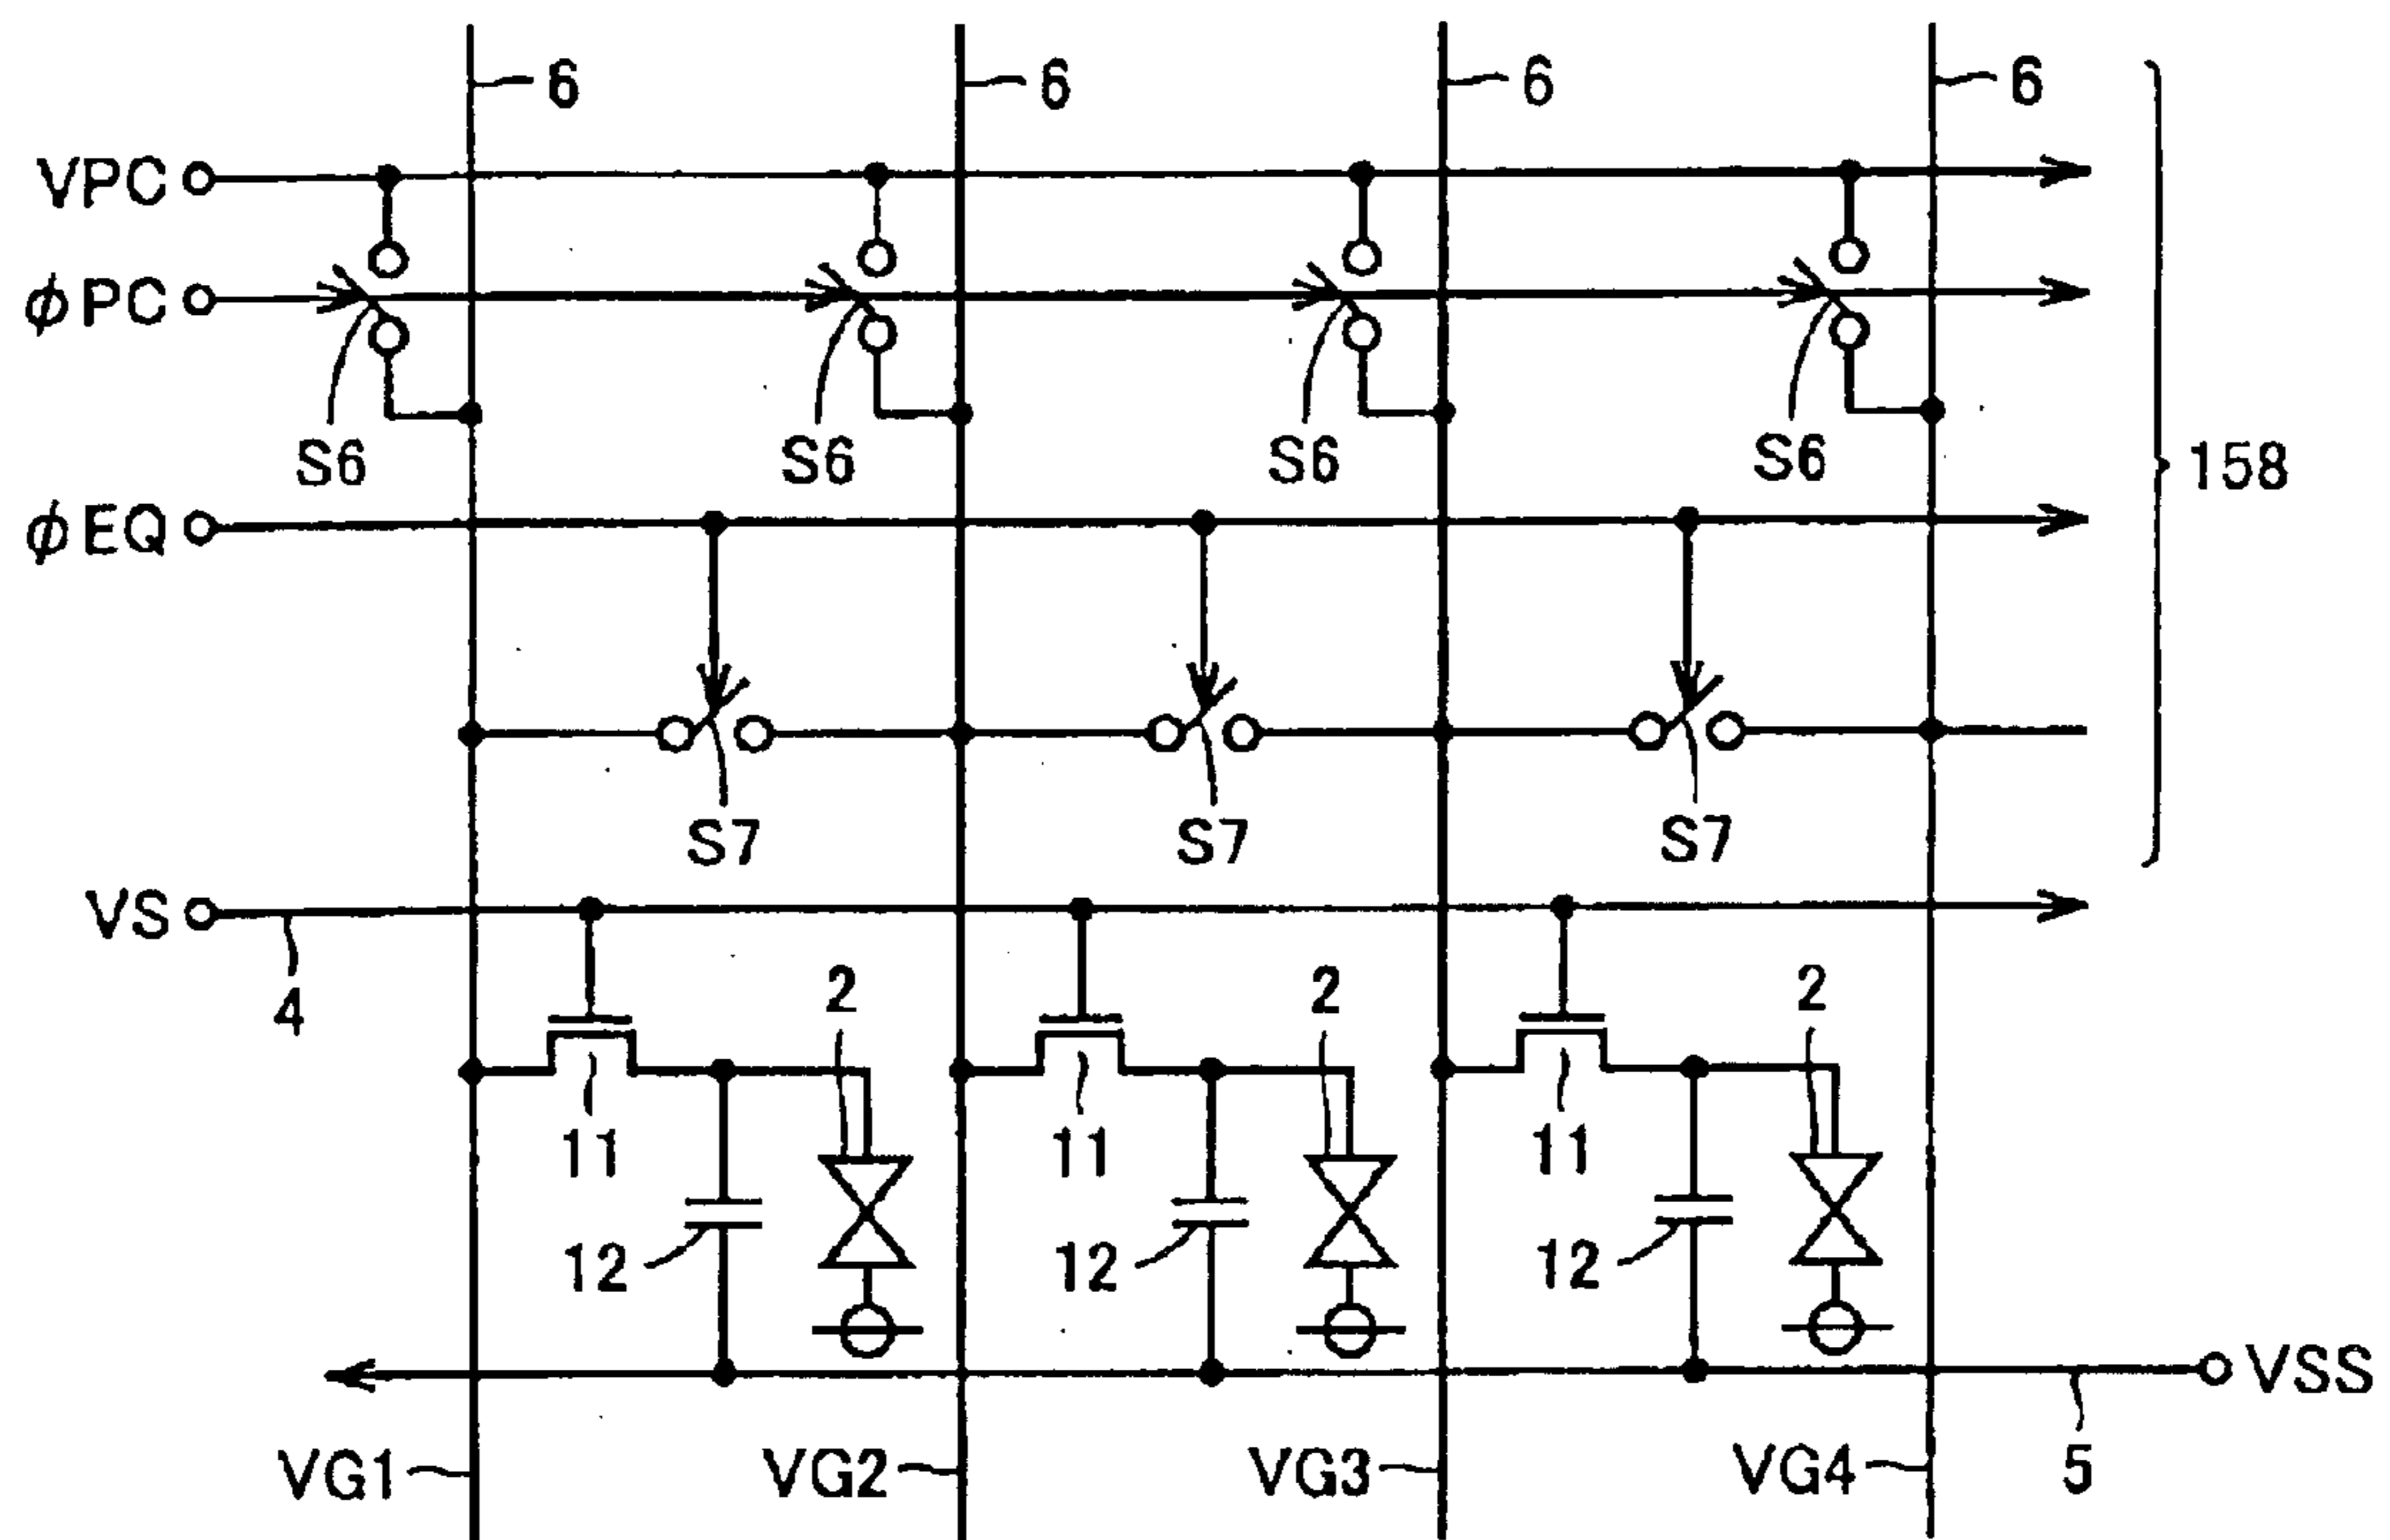 6 6 6 6
VPC
φPC
S6 S6 S6 S6
158
φEQ
S7 S7 S7
VS
4
2 2 2
11 11 11
12 12 12
VSS
VG1 VG2 VG3 VG4 5